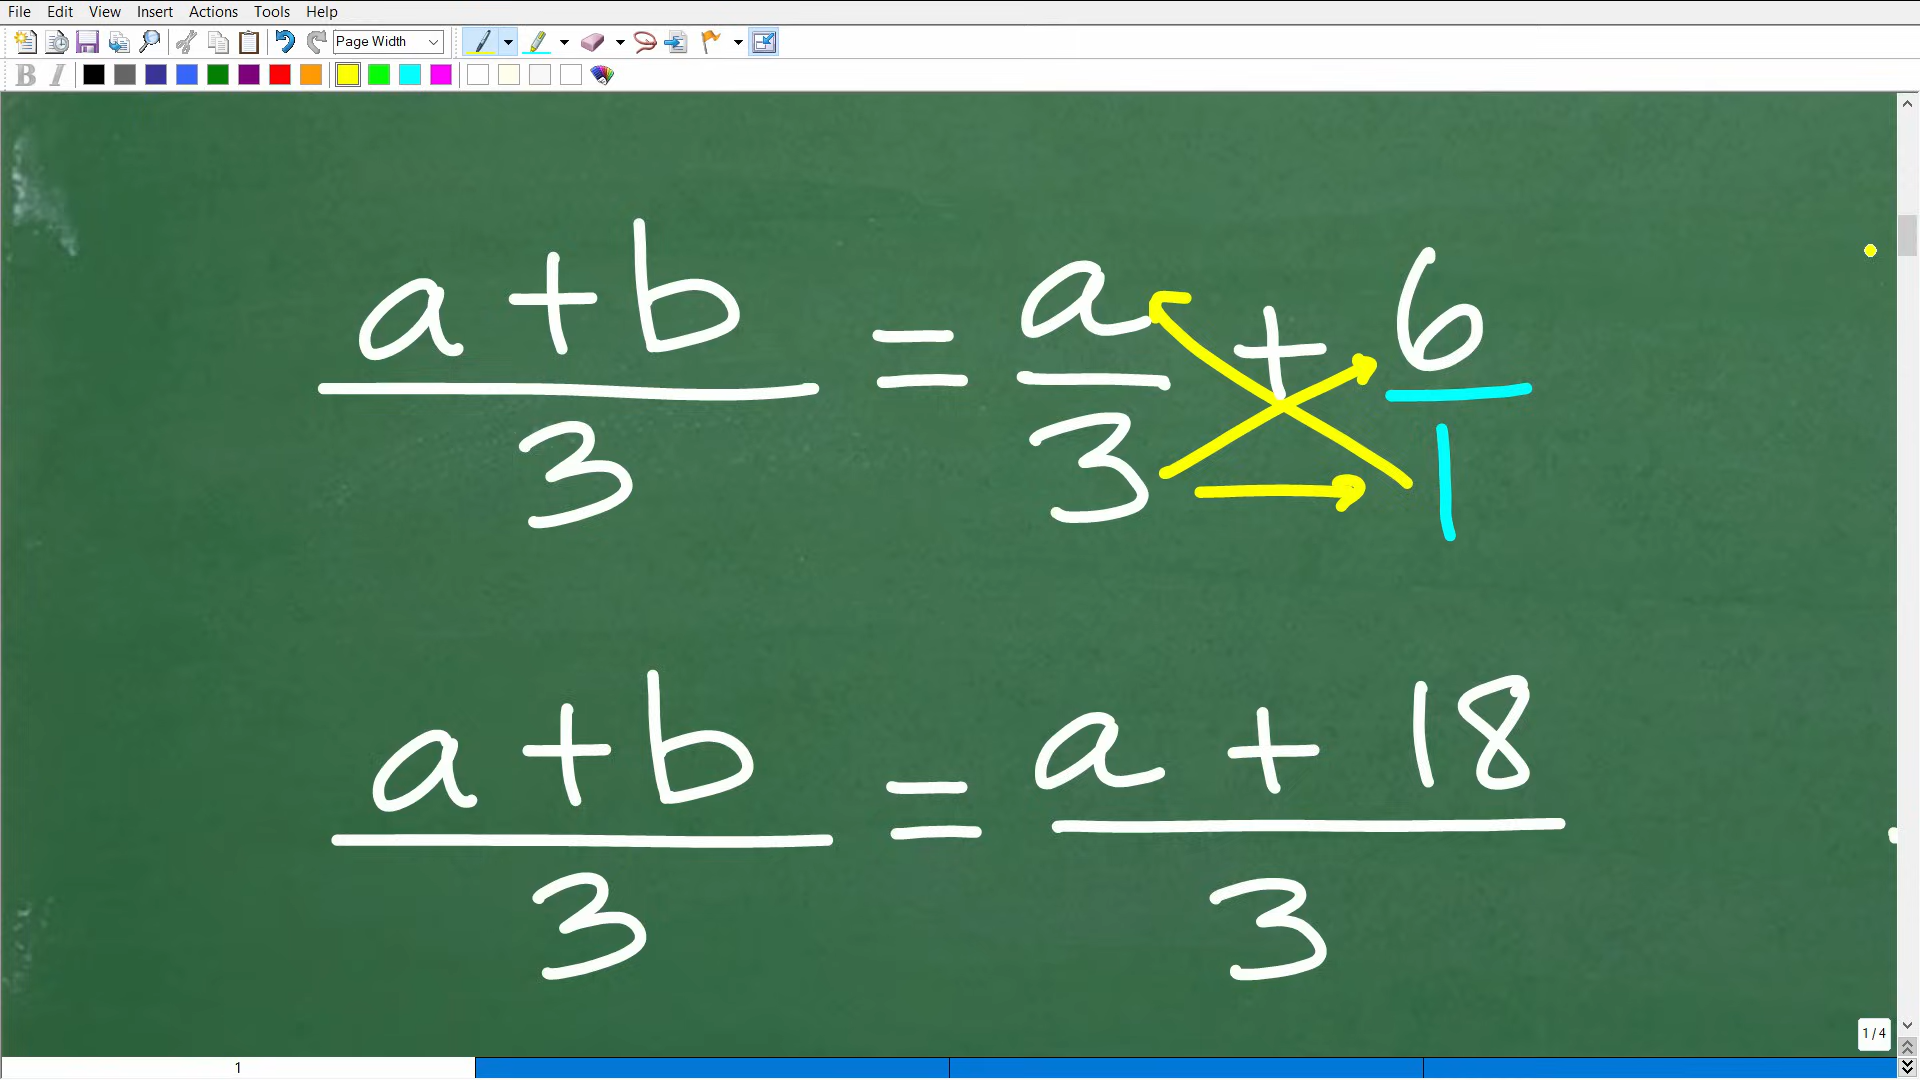 File Edit View Insert Actions Tools Help
Page Width
B I
a + b = a + 6
3 3 1
a + b = a + 18
3 3
1 / 4
1